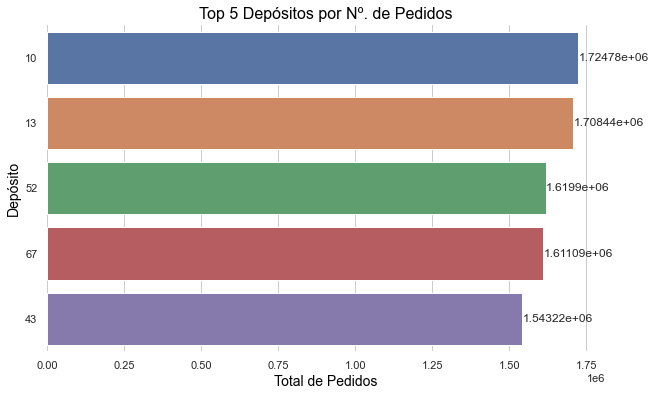 Top 5 Depósitos por Nº. de Pedidos
Depósito
10
1.72478e+06
13
1.70844e+06
52
1.6199e+06
67
1.61109e+06
43
1.54322e+06
0.00 0.25 0.50 0.75 1.00 1.25 1.50 1.75
1e6
Total de Pedidos